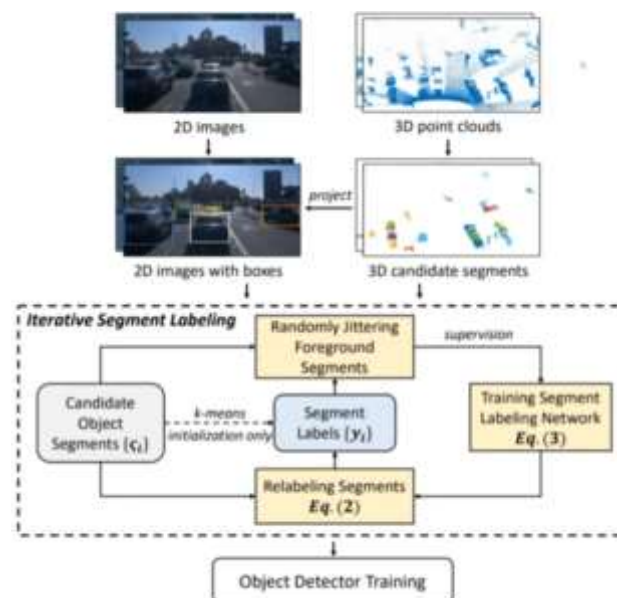 2D images
3D point clouds
project
2D images with boxes
3D candidate segments
Iterative Segment Labeling
Randomly Jittering
Foreground
Segments
supervision
Candidate
Object
Segments {c_i}
k-means
initialization only
Segment
Labels {y_i}
Training Segment
Labeling Network
Eq. (3)
Relabeling Segments
Eq. (2)
Object Detector Training